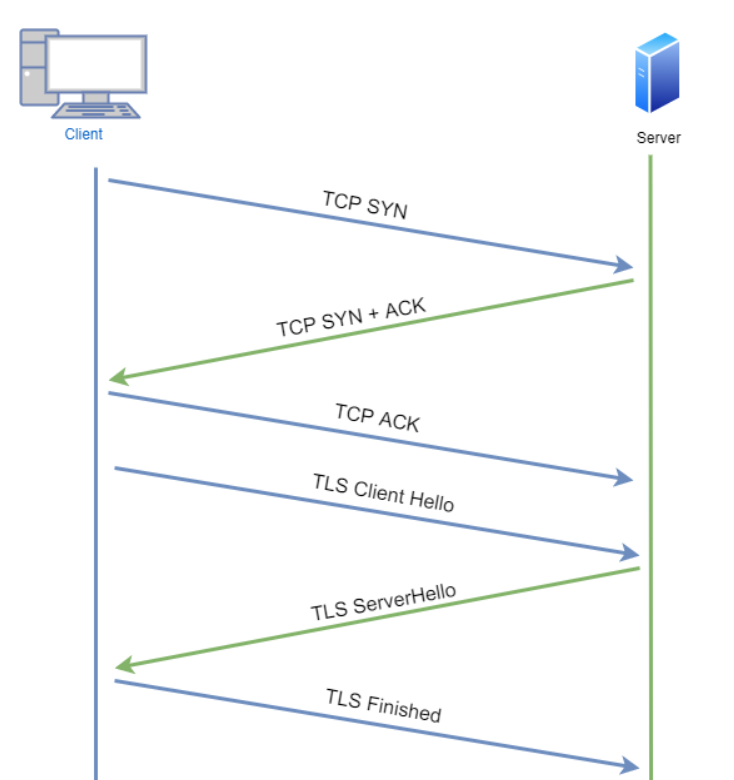 Client
Server
TCP SYN
TCP SYN + ACK
TCP ACK
TLS Client Hello
TLS ServerHello
TLS Finished